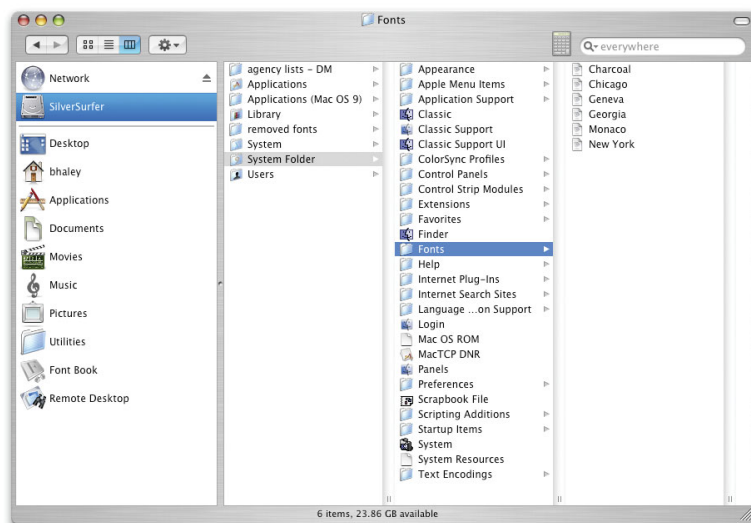 Fonts
everywhere
Network
SilverSurfer
Desktop
bhaley
Applications
Documents
Movies
Music
Pictures
Utilities
Font Book
Remote Desktop
agency lists – DM
Applications
Applications (Mac OS 9)
Library
removed fonts
System
System Folder
Users
Appearance
Apple Menu Items
Application Support
Classic
Classic Support
Classic Support UI
ColorSync Profiles
Control Panels
Control Strip Modules
Extensions
Favorites
Finder
Fonts
Help
Internet Plug-Ins
Internet Search Sites
Language ...on Support
Login
Mac OS ROM
MacTCP DNR
Panels
Preferences
Scrapbook File
Scripting Additions
Startup Items
System
System Resources
Text Encodings
Charcoal
Chicago
Geneva
Georgia
Monaco
New York
6 items, 23.86 GB available